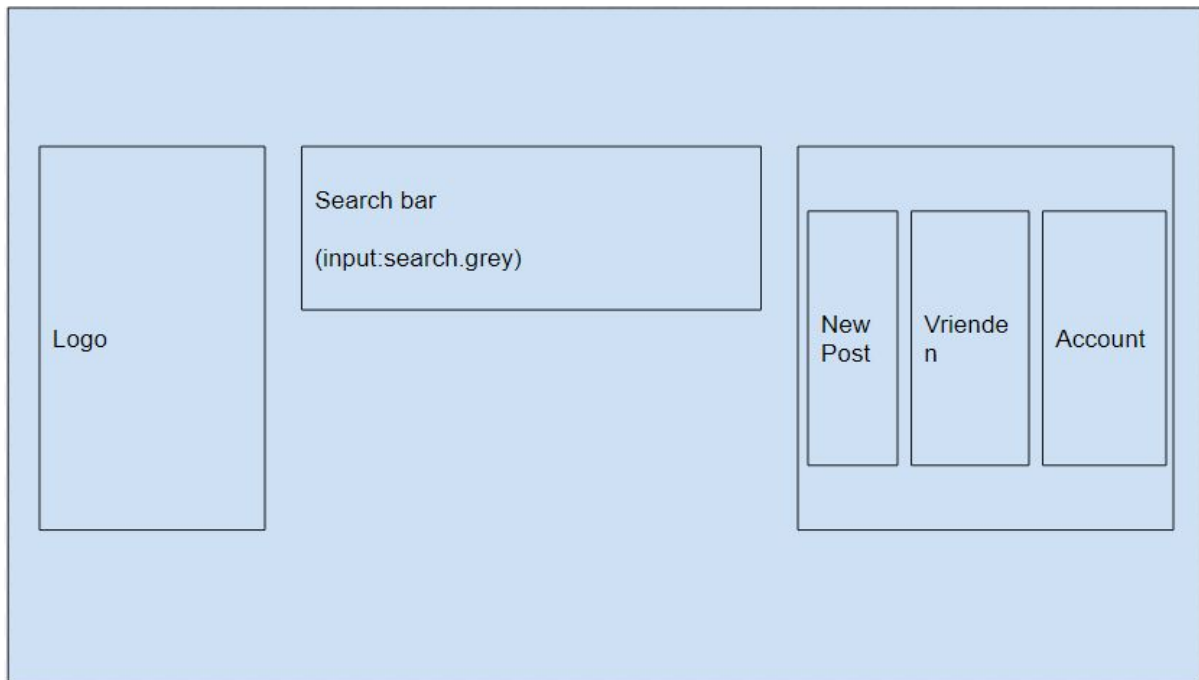 Logo
Search bar
(input:search.grey)
New
Post
Vriende
n
Account